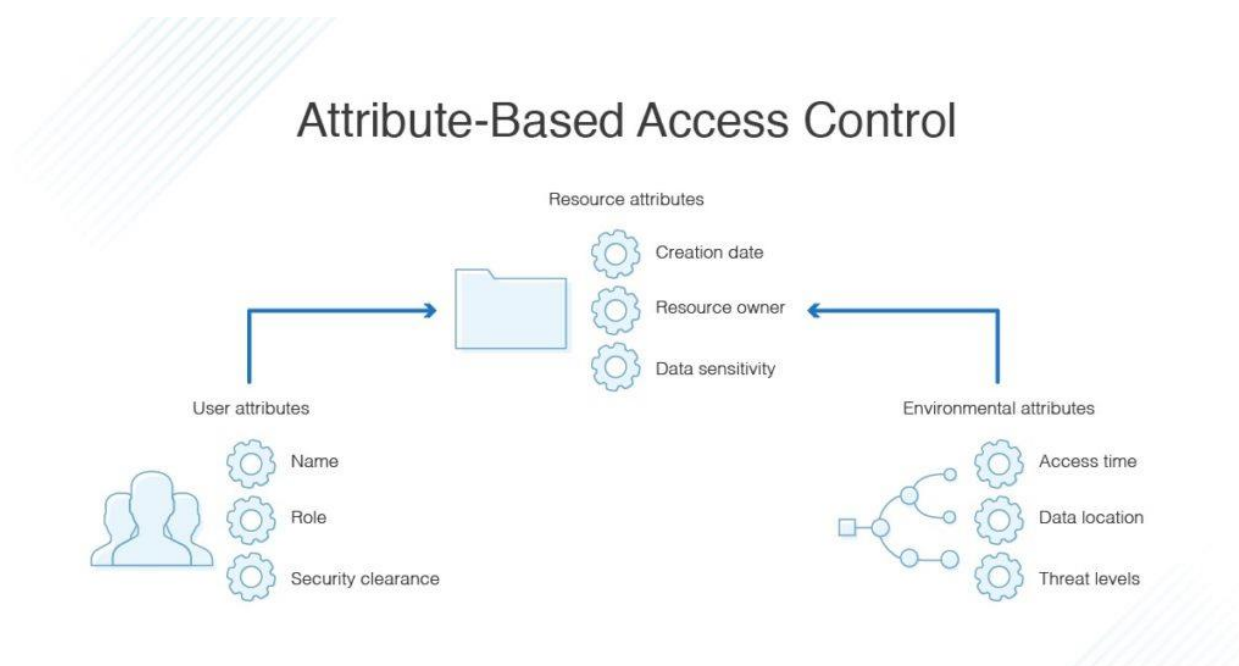 Attribute-Based Access Control
Resource attributes
Creation date
Resource owner
Data sensitivity
User attributes
Name
Role
Security clearance
Environmental attributes
Access time
Data location
Threat levels